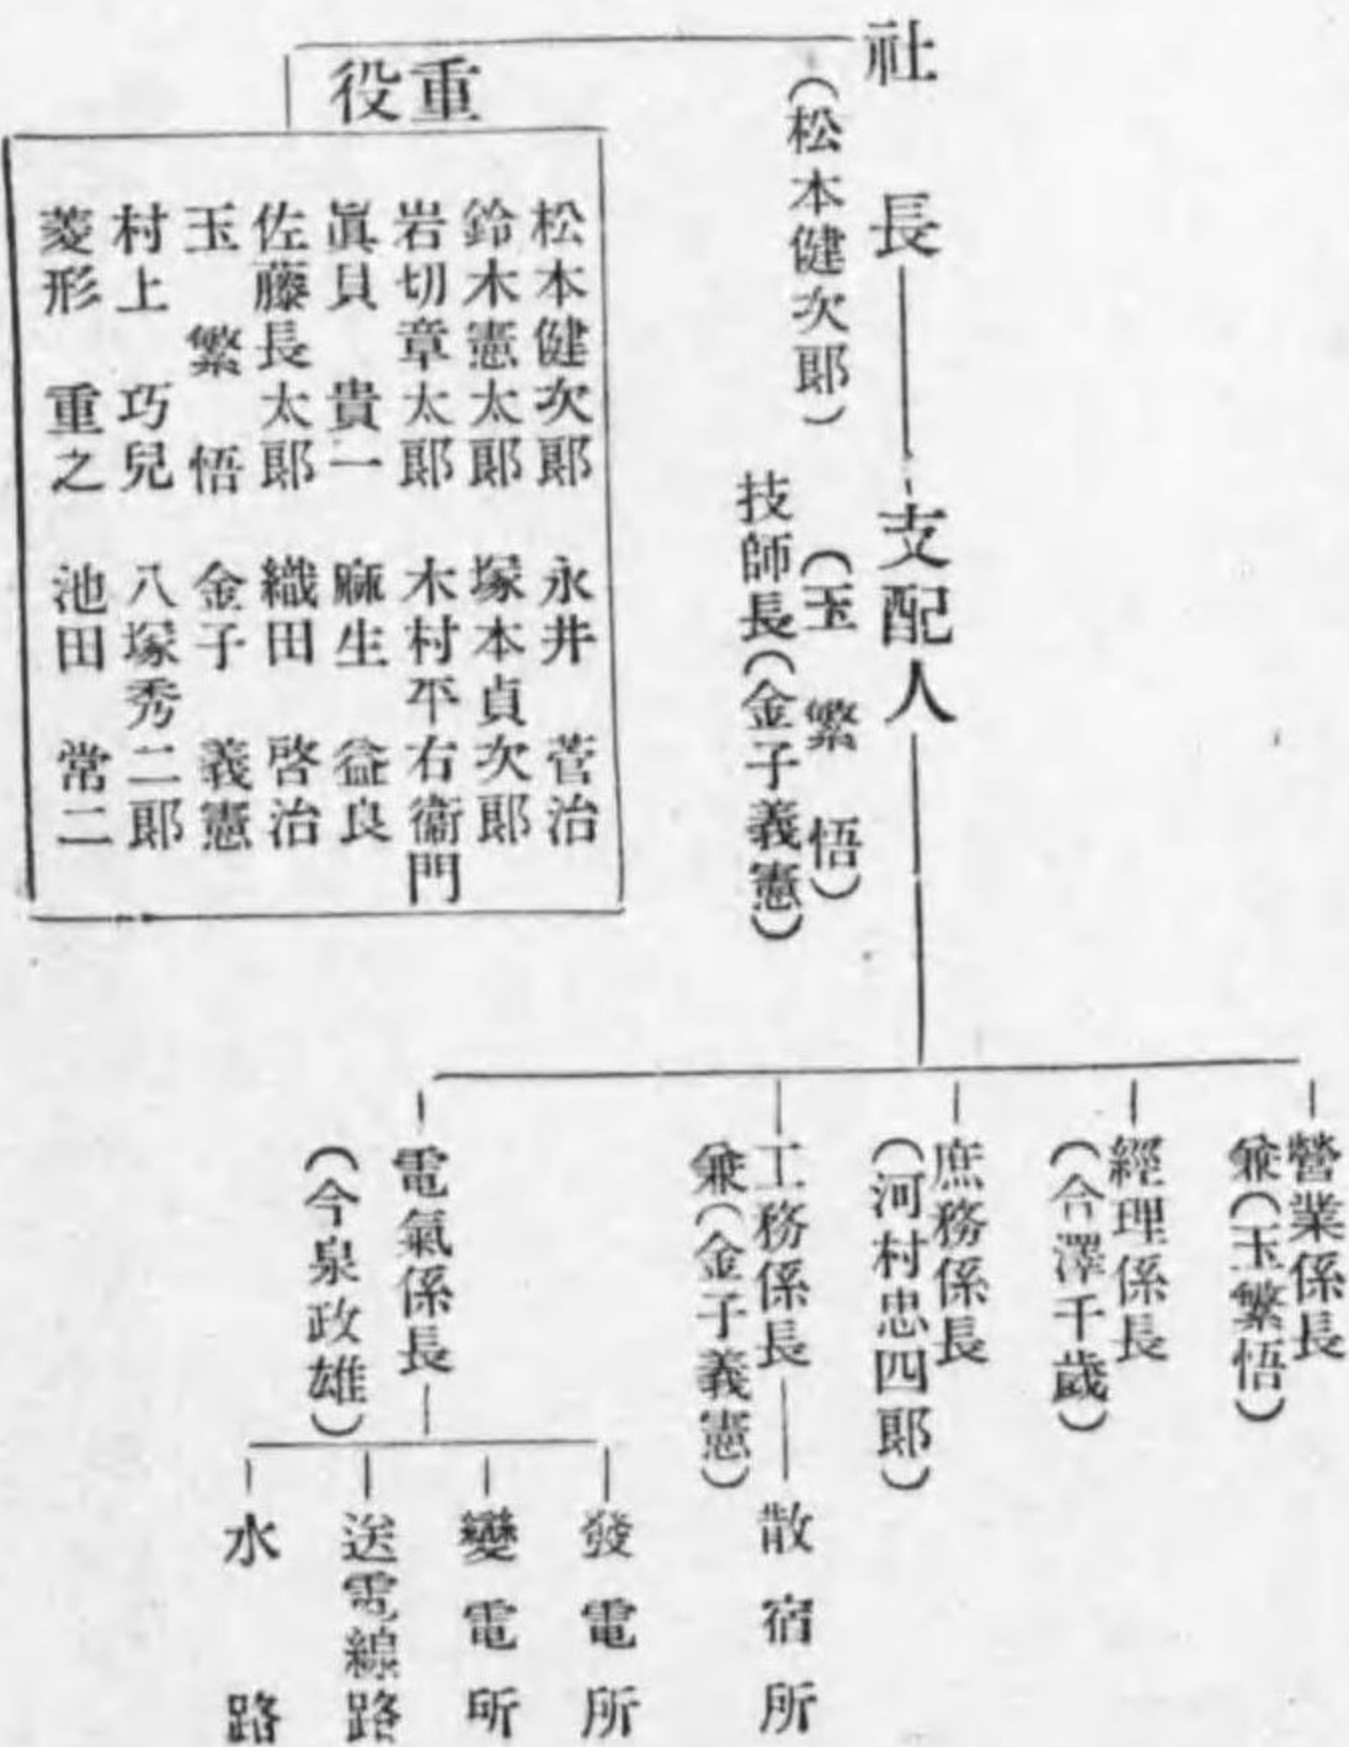 社長
(松本健次郎)
重役
松本健次郎 永井菅治
鈴木憲太郎 塚本貞次郎
岩切章太郎 木村平右衞門
眞貝貴一 麻生益良
佐藤長太郎 織田啓治
玉繁悟 金子義憲
村上巧兒 八塚秀二郎
菱形重之 池田常二
支配人
(玉繁悟)
技師長(金子義憲)
營業係長
兼(玉繁悟)
經理係長
(合澤千歲)
庶務係長
(河村忠四郎)
工務係長
兼(金子義憲)
散宿所
電氣係長
(今泉政雄)
發電所
變電所
送電線路
水路